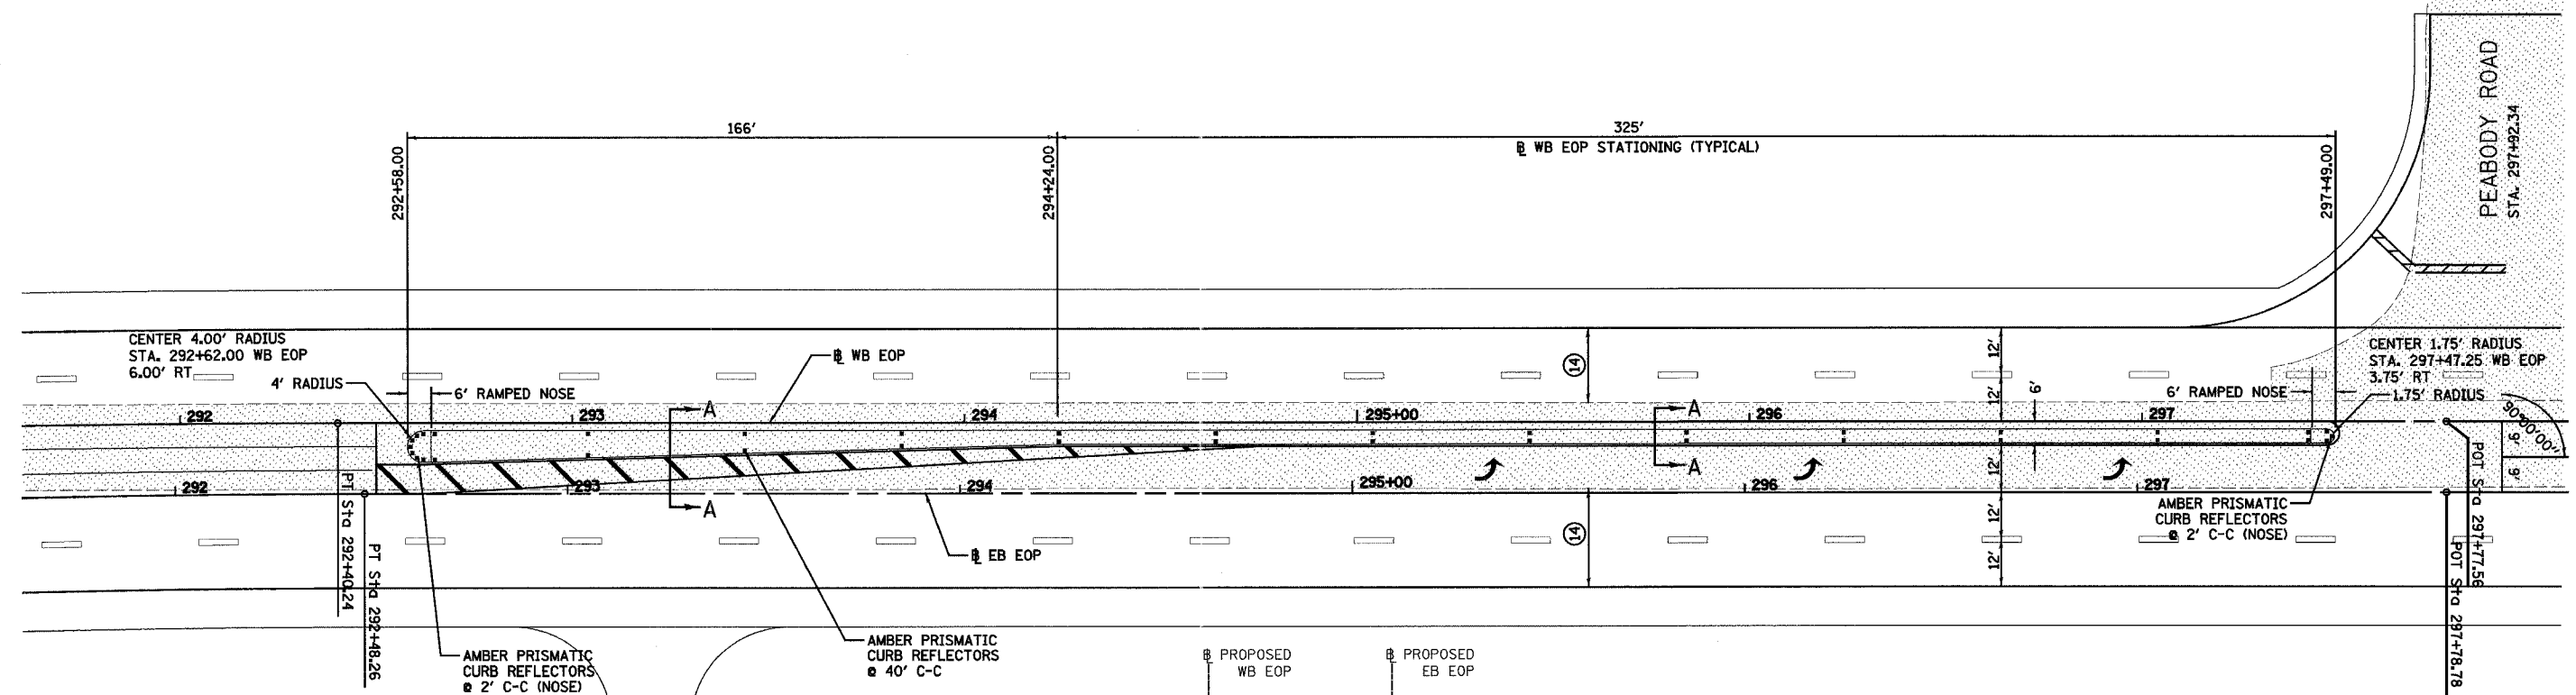 166'
325'
℄ WB EOP STATIONING (TYPICAL)
292+58.00
294+24.00
297+49.00
PEABODY ROAD
STA. 297+92.34
CENTER 4.00' RADIUS
STA. 292+62.00 WB EOP
6.00' RT
4' RADIUS
6' RAMPED NOSE
℄ WB EOP
14
12'
12'
6'
CENTER 1.75' RADIUS
STA. 297+47.25 WB EOP
3.75' RT
6' RAMPED NOSE
1.75' RADIUS
90°00'00"
292
293
294
295+00
296
297
A
A
A
A
292
293
294
295+00
296
297
12'
12'
14
6'
6'
PT Sta 292+40.24
PT Sta 292+48.26
℄ EB EOP
POT Sta 297+77.56
POT Sta 297+78.78
AMBER PRISMATIC
CURB REFLECTORS
@ 2' C-C (NOSE)
AMBER PRISMATIC
CURB REFLECTORS
@ 2' C-C (NOSE)
AMBER PRISMATIC
CURB REFLECTORS
@ 40' C-C
℄ PROPOSED
WB EOP
℄ PROPOSED
EB EOP